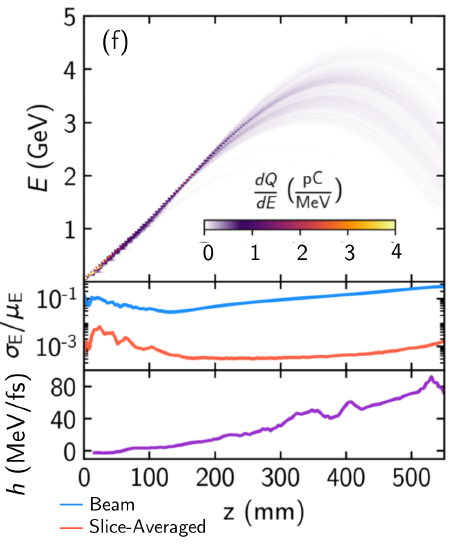 (f)
5
4
3
2
1
E (GeV)
dQ/dE (pC/MeV)
0 1 2 3 4
10⁻¹
10⁻³
σE/μE
80
40
0
h (MeV/fs)
0 100 200 300 400 500
z (mm)
Beam
Slice-Averaged